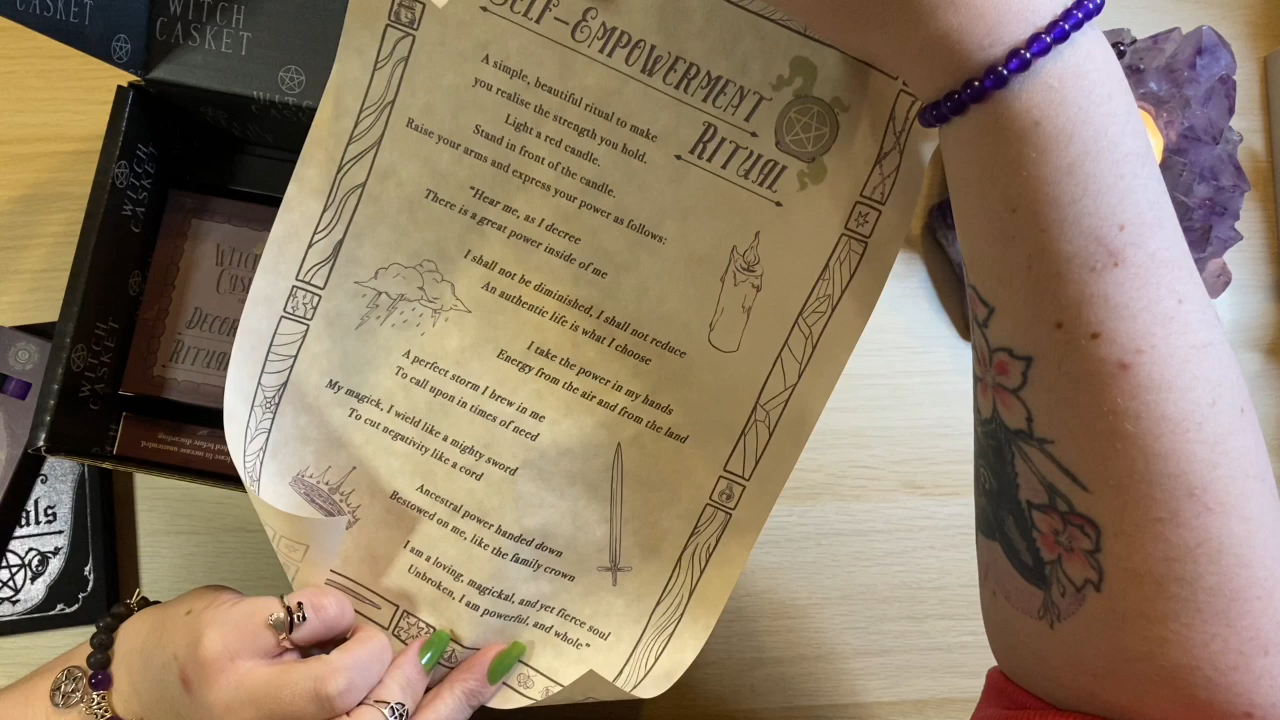 CASKET
WITCH
CASKET
WITCH
CASKET
WITCH
CASKET
als
SELF-EMPOWERMENT
RITUAL
A simple, beautiful ritual to make
you realise the strength you hold.
Light a red candle.
Stand in front of the candle.
Raise your arms and express your power as follows:
"Hear me, as I decree
There is a great power inside of me
I shall not be diminished, I shall not reduce
An authentic life is what I choose
I take the power in my hands
Energy from the air and from the land
A perfect storm I brew in me
To call upon in times of need
My magick, I wield like a mighty sword
To cut negativity like a cord
Ancestral power handed down
Bestowed on me, like the family crown
I am a loving, magickal, and yet fierce soul
Unbroken, I am powerful, and whole"